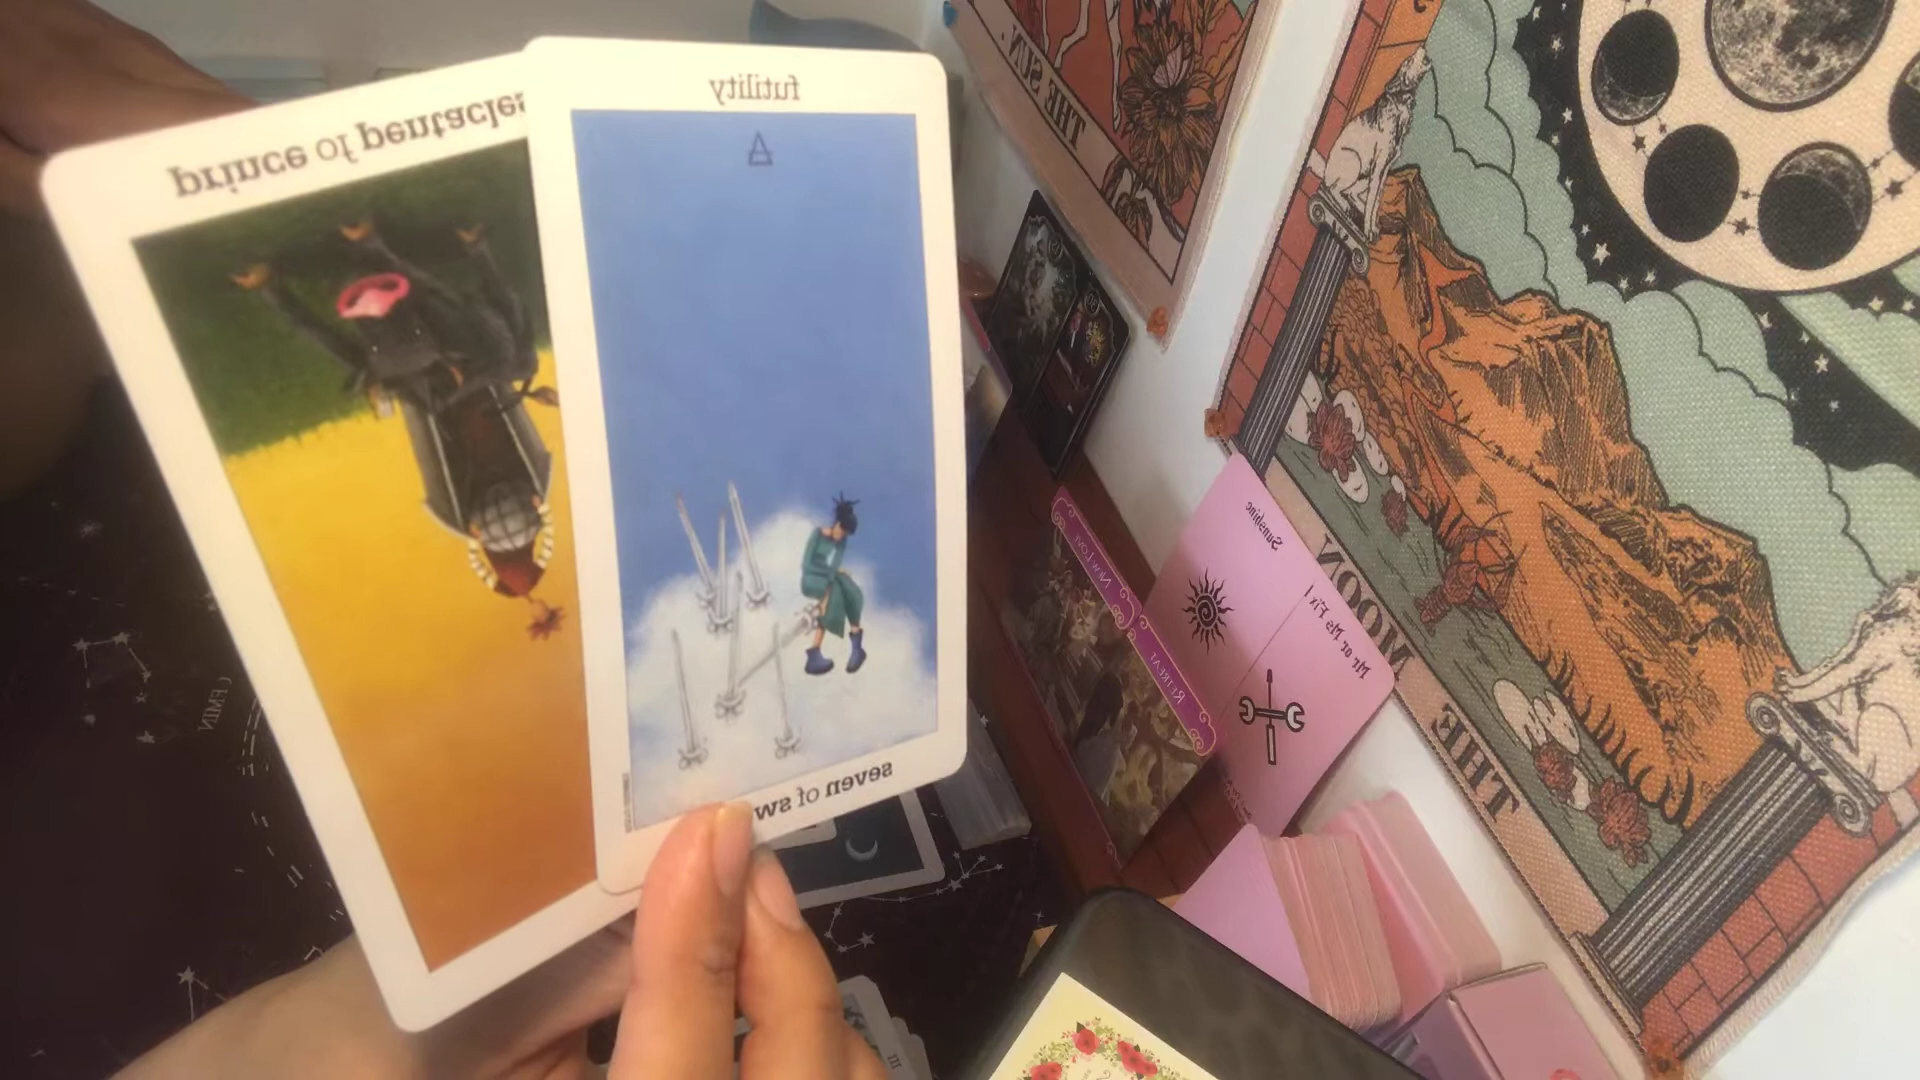 futility
seven of sw
prince of pentacles
THE SUN
THE MOON
Sunshine
Mr or Ms Fix I
NEW LOVE
RETREAT
III